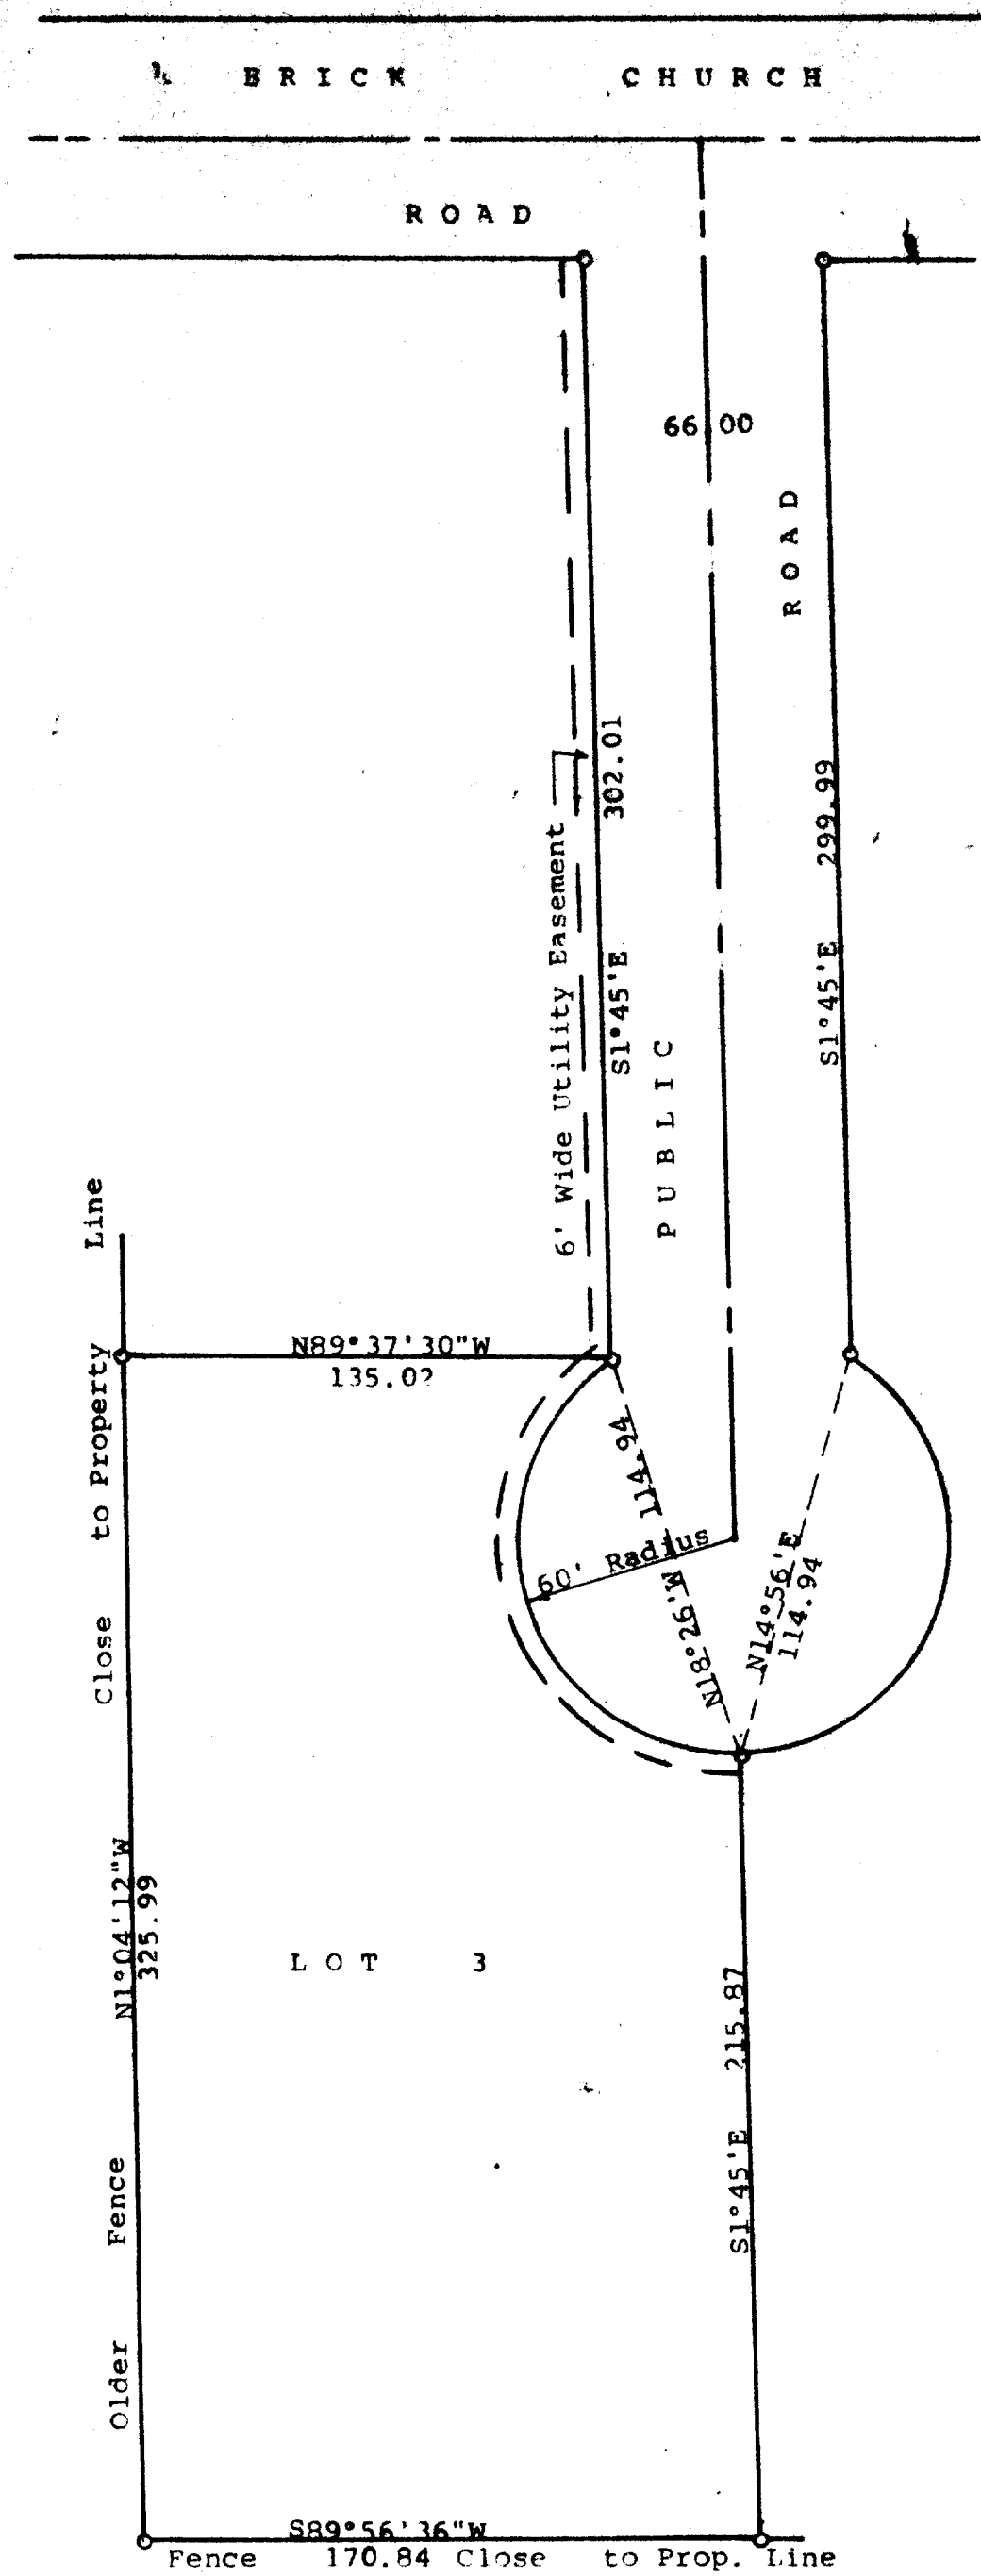 BRICK CHURCH
ROAD
66.00
ROAD
302.01
S1°45'E
299.99
S1°45'E
6' Wide Utility Easement
PUBLIC
Older Fence Close to Property Line
N89°37'30"W
114.94
N18°26'W
60' Radius
N14°56'E
114.94
N1°04'12"W
325.99
LOT 3
215.87
S1°45'E
S89°56'36"W
Fence 170.84 Close to Prop. Line